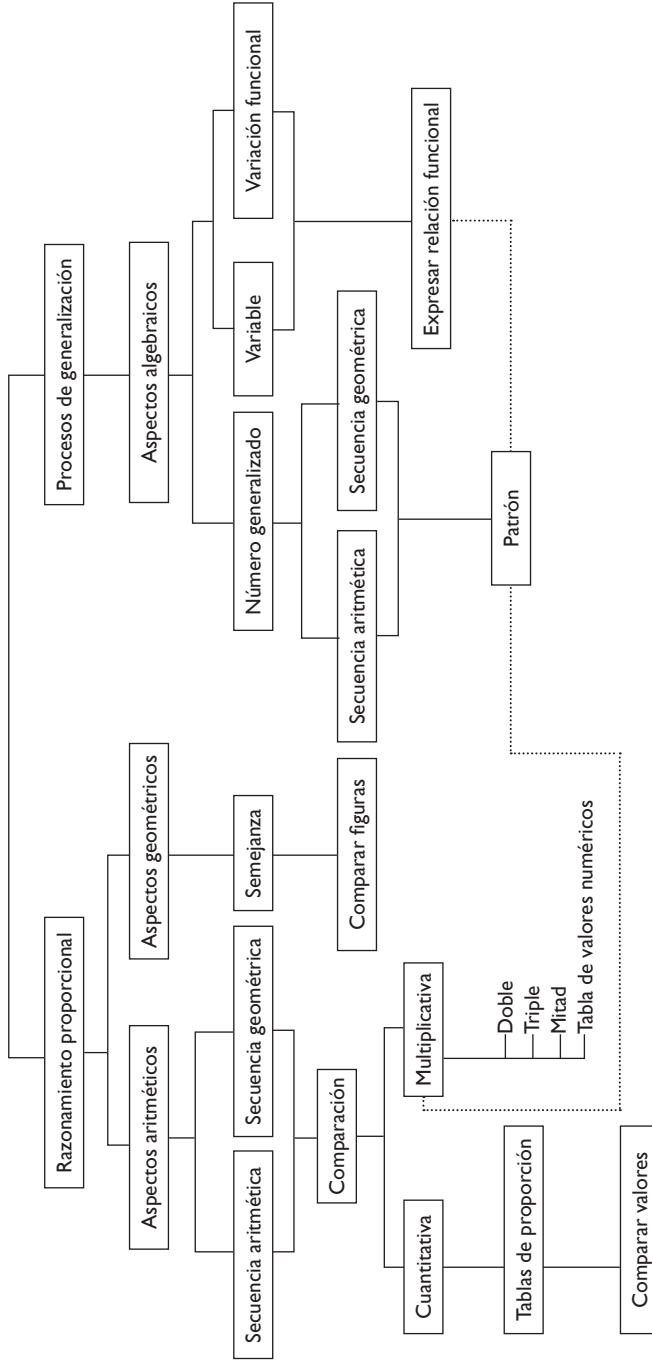 Razonamiento proporcional
Procesos de generalización
Aspectos aritméticos
Aspectos geométricos
Aspectos algebraicos
Secuencia aritmética
Secuencia geométrica
Semejanza
Número generalizado
Variable
Variación funcional
Comparación
Comparar figuras
Secuencia aritmética
Secuencia geométrica
Cuantitativa
Multiplicativa
Expresar relación funcional
Tablas de proporción
Doble
Triple
Mitad
Tabla de valores numéricos
Patrón
Comparar valores